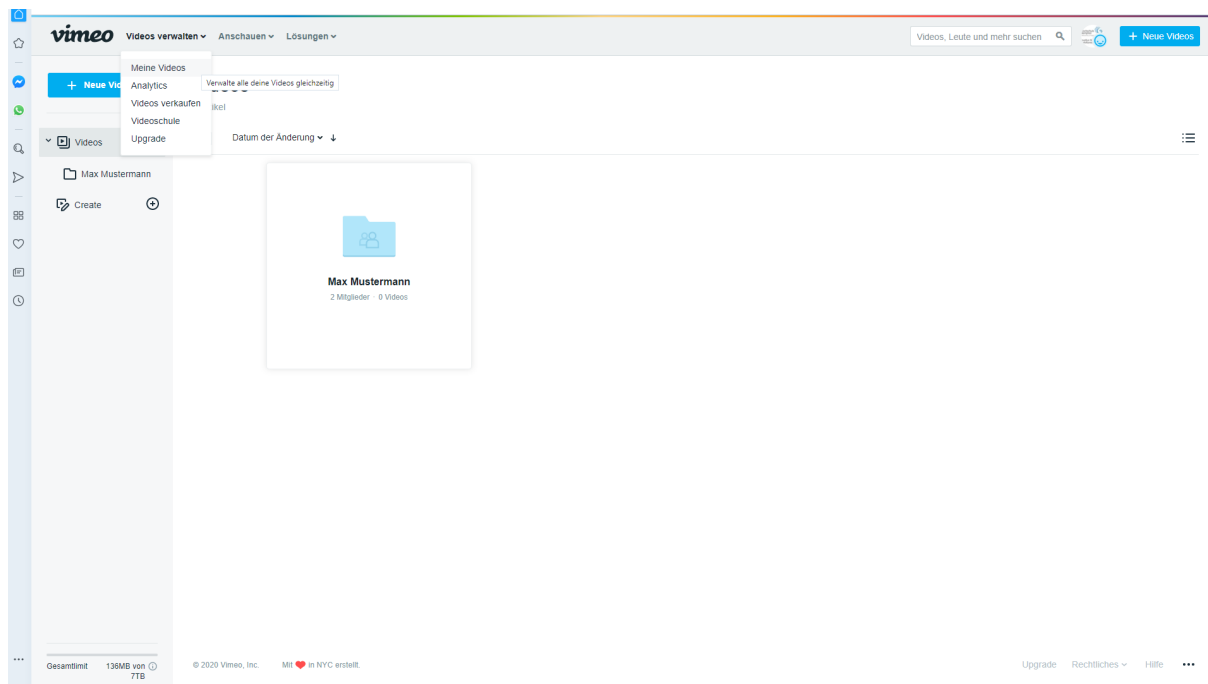 vimeo
Videos verwalten
Anschauen
Lösungen
Videos, Leute und mehr suchen
+ Neue Videos
Meine Videos
Analytics
Videos verkaufen
Videoschule
Upgrade
Verwalte alle deine Videos gleichzeitig
+ Neue
Datum der Änderung ↓
Videos
Max Mustermann
Create
Max Mustermann
2 Mitglieder · 0 Videos
Gesamtlimit 136MB von
7TB
© 2020 Vimeo, Inc. Mit ❤ in NYC erstellt.
Upgrade Rechtliches Hilfe